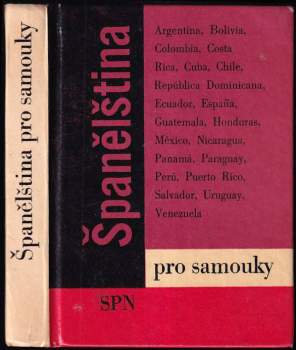 Španělština pro samouky
Španělština
Argentina, Bolivia,
Colombia, Costa
Rica, Cuba, Chile,
República Dominicana,
Ecuador, España,
Guatemala, Honduras,
México, Nicaragua,
Panamá, Paraguay,
Perú, Puerto Rico,
Salvador, Uruguay,
Venezuela
pro samouky
SPN